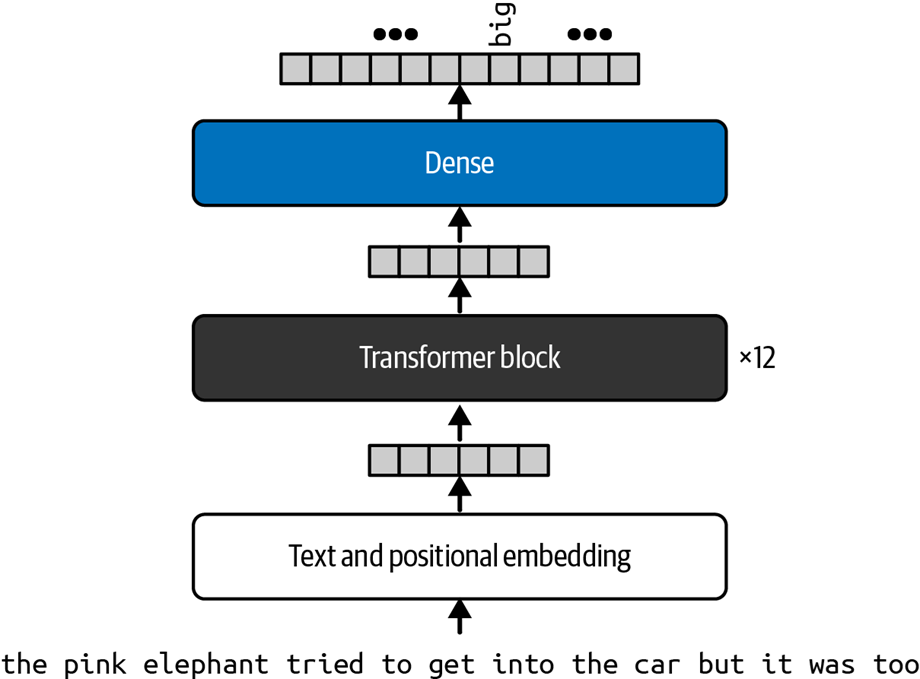 big
Dense
Transformer block ×12
Text and positional embedding
the pink elephant tried to get into the car but it was too